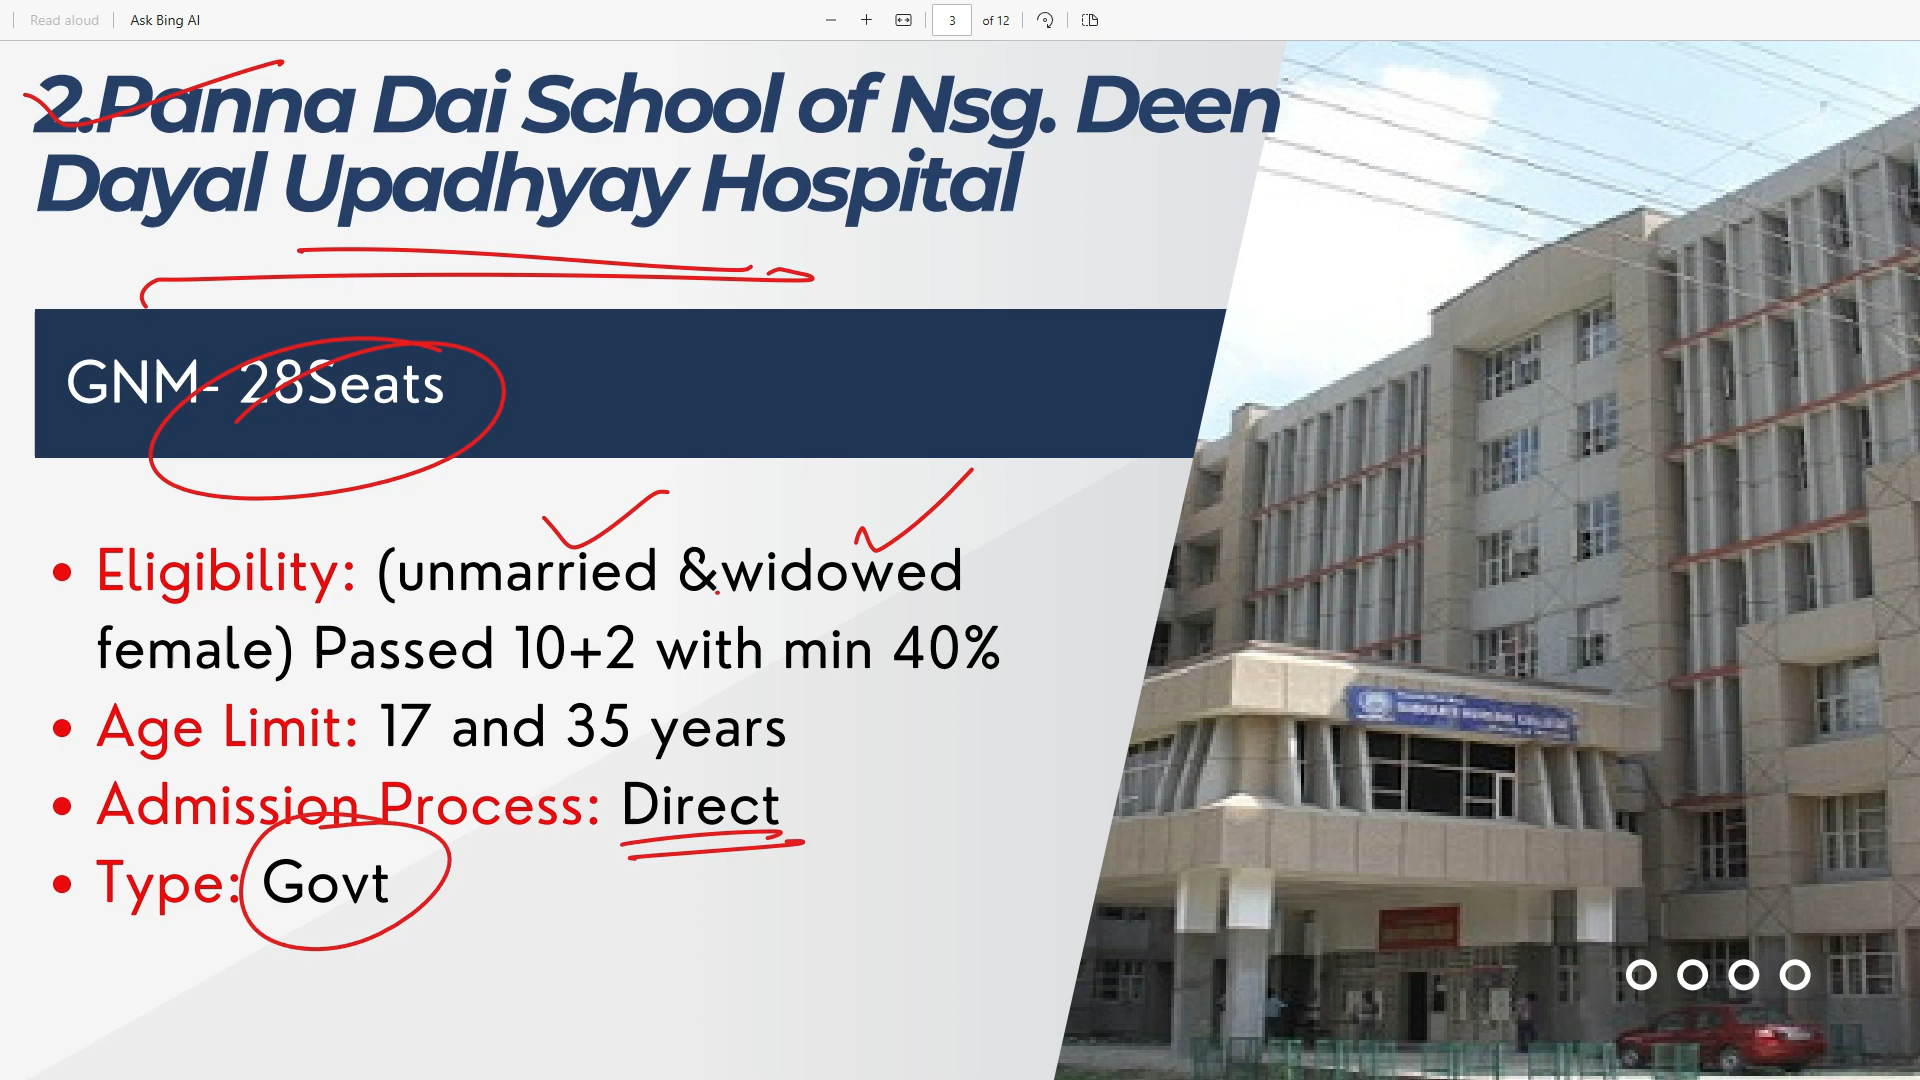 Read aloud
Ask Bing AI
3 of 12
2.Panna Dai School of Nsg. Deen
Dayal Upadhyay Hospital
GNM- 28Seats
Eligibility: (unmarried &widowed
female) Passed 10+2 with min 40%
Age Limit: 17 and 35 years
Admission Process: Direct
Type: Govt